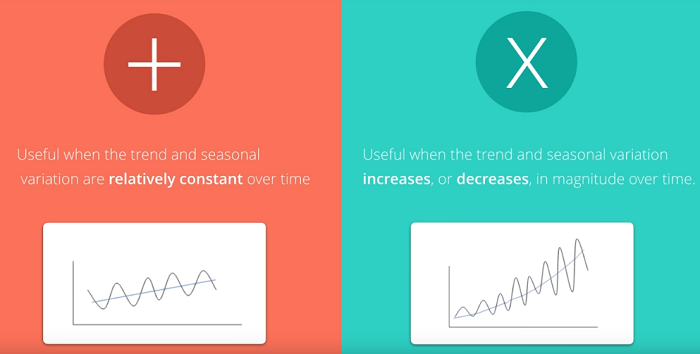 Useful when the trend and seasonal
variation are relatively constant over time
Useful when the trend and seasonal variation
increases, or decreases, in magnitude over time.